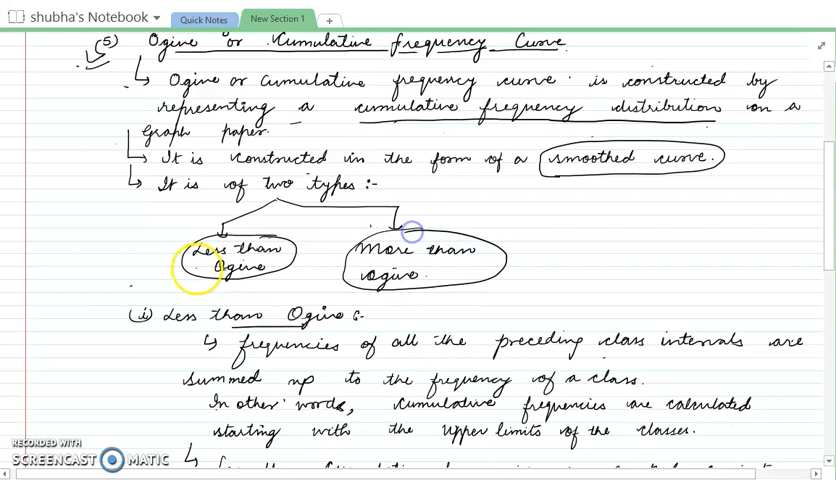 shubha's Notebook
Quick Notes
New Section 1
+
(5) Ogive or Cumulative frequency Curve
↳ Ogive or Cumulative frequency curve is constructed by
representing a cumulative frequency distribution on a
Graph paper.
↳ It is constructed in the form of a smoothed curve.
↳ It is of two types :-
Less than
Ogive
More than
ogive.
(i) Less than Ogive :-
↳ frequencies of all the preceding class intervals are
summed up to the frequency of a class.
In other words, cumulative frequencies are calculated
starting with the upper limits of the classes.
RECORDED WITH
SCREENCAST MATIC